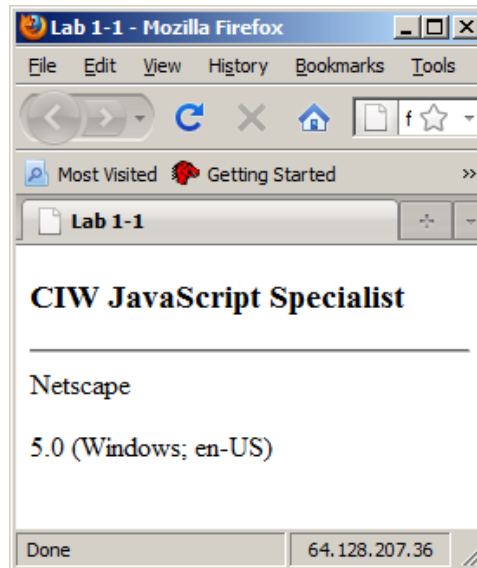 Lab 1-1 - Mozilla Firefox
File Edit View History Bookmarks Tools
f
Most Visited Getting Started »
Lab 1-1
CIW JavaScript Specialist
Netscape
5.0 (Windows; en-US)
Done 64.128.207.36